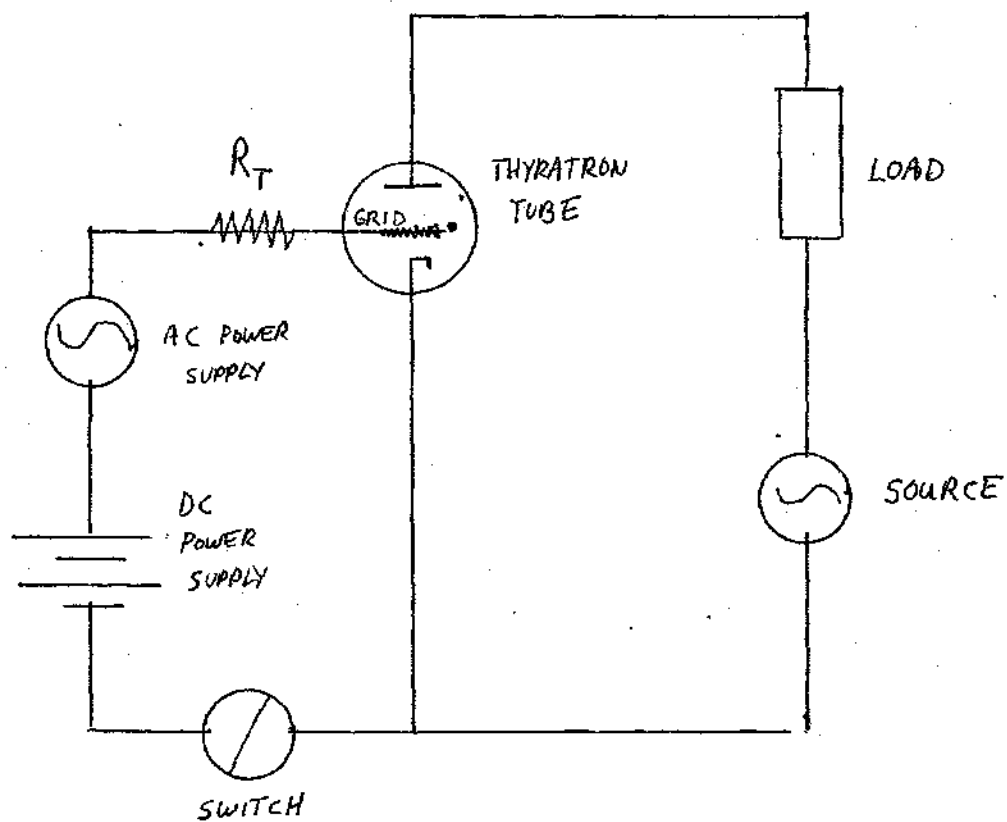 R_T
GRID
THYRATRON
TUBE
LOAD
AC POWER
SUPPLY
DC
POWER
SUPPLY
SOURCE
SWITCH